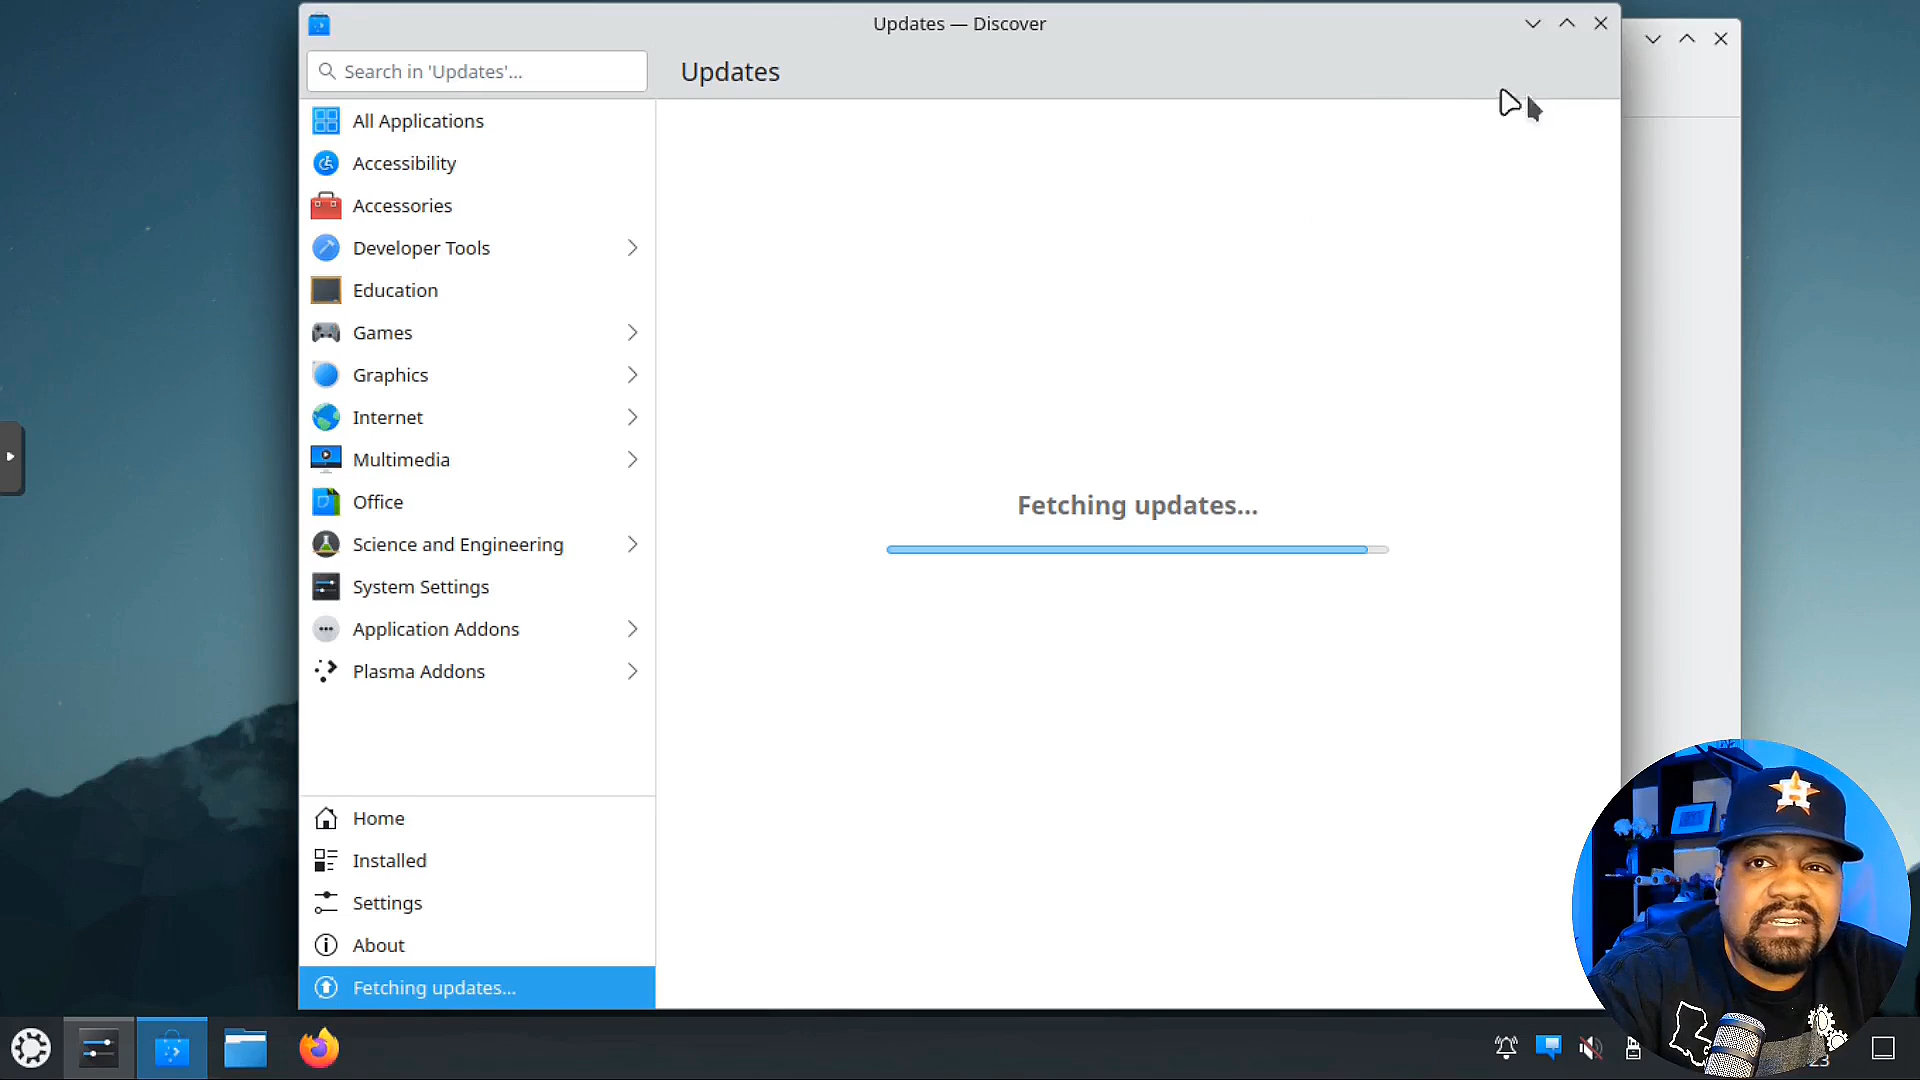 Updates — Discover
Search in 'Updates'...
Updates
All Applications
Accessibility
Accessories
Developer Tools
Education
Games
Graphics
Internet
Multimedia
Office
Science and Engineering
System Settings
Application Addons
Plasma Addons
Fetching updates...
Home
Installed
Settings
About
Fetching updates...
H